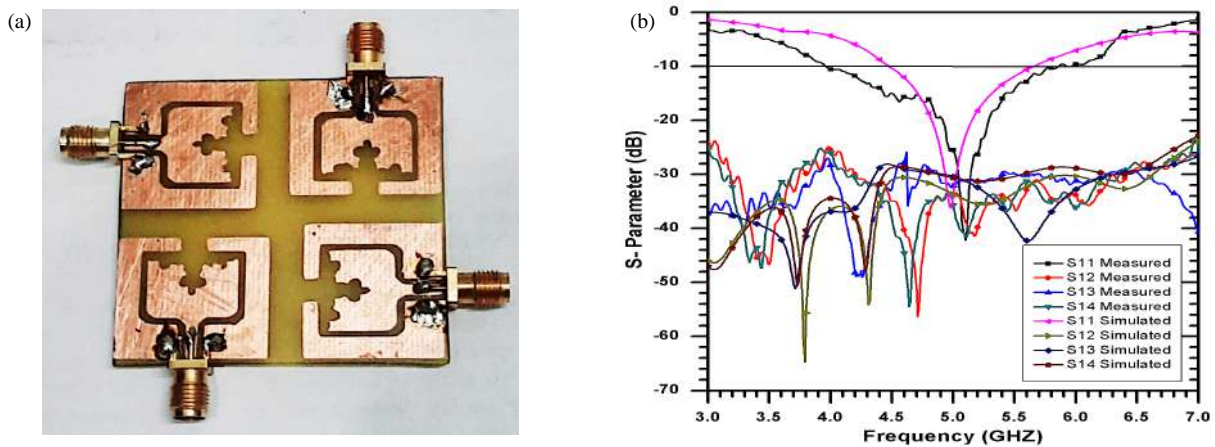 (a)
(b)
S- Parameter (dB)
0
-10
-20
-30
-40
-50
-60
-70
S11 Measured
S12 Measured
S13 Measured
S14 Measured
S11 Simulated
S12 Simulated
S13 Simulated
S14 Simulated
3.0 3.5 4.0 4.5 5.0 5.5 6.0 6.5 7.0
Frequency (GHZ)